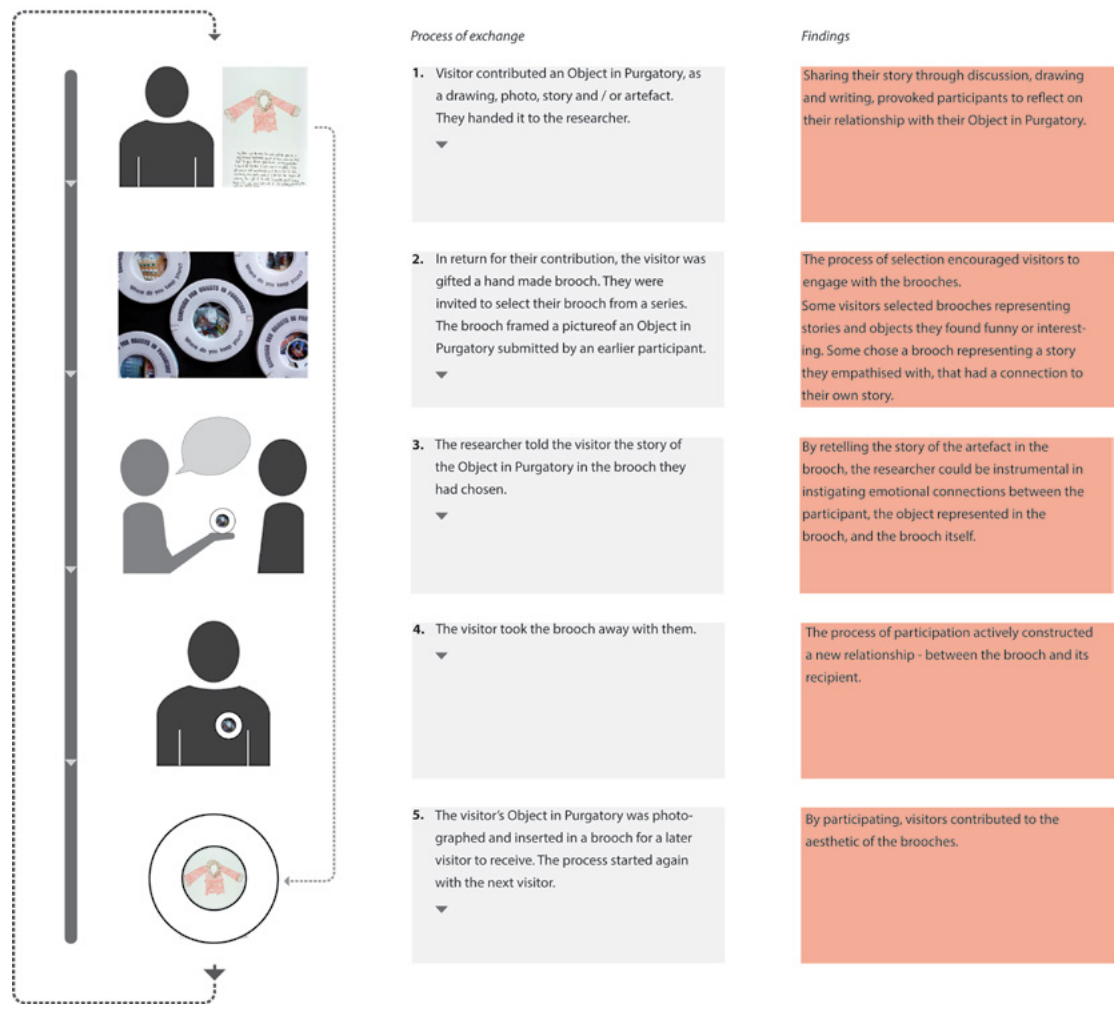 Process of exchange
Findings
1. Visitor contributed an Object in Purgatory, as
a drawing, photo, story and / or artefact.
They handed it to the researcher.
Sharing their story through discussion, drawing
and writing, provoked participants to reflect on
their relationship with their Object in Purgatory.
Where do you keep yours?
2. In return for their contribution, the visitor was
gifted a hand made brooch. They were
invited to select their brooch from a series.
The brooch framed a pictureof an Object in
Purgatory submitted by an earlier participant.
The process of selection encouraged visitors to
engage with the brooches.
Some visitors selected brooches representing
stories and objects they found funny or interest-
ing. Some chose a brooch representing a story
they empathised with, that had a connection to
their own story.
3. The researcher told the visitor the story of
the Object in Purgatory in the brooch they
had chosen.
By retelling the story of the artefact in the
brooch, the researcher could be instrumental in
instigating emotional connections between the
participant, the object represented in the
brooch, and the brooch itself.
4. The visitor took the brooch away with them.
The process of participation actively constructed
a new relationship - between the brooch and its
recipient.
5. The visitor's Object in Purgatory was photo-
graphed and inserted in a brooch for a later
visitor to receive. The process started again
with the next visitor.
By participating, visitors contributed to the
aesthetic of the brooches.